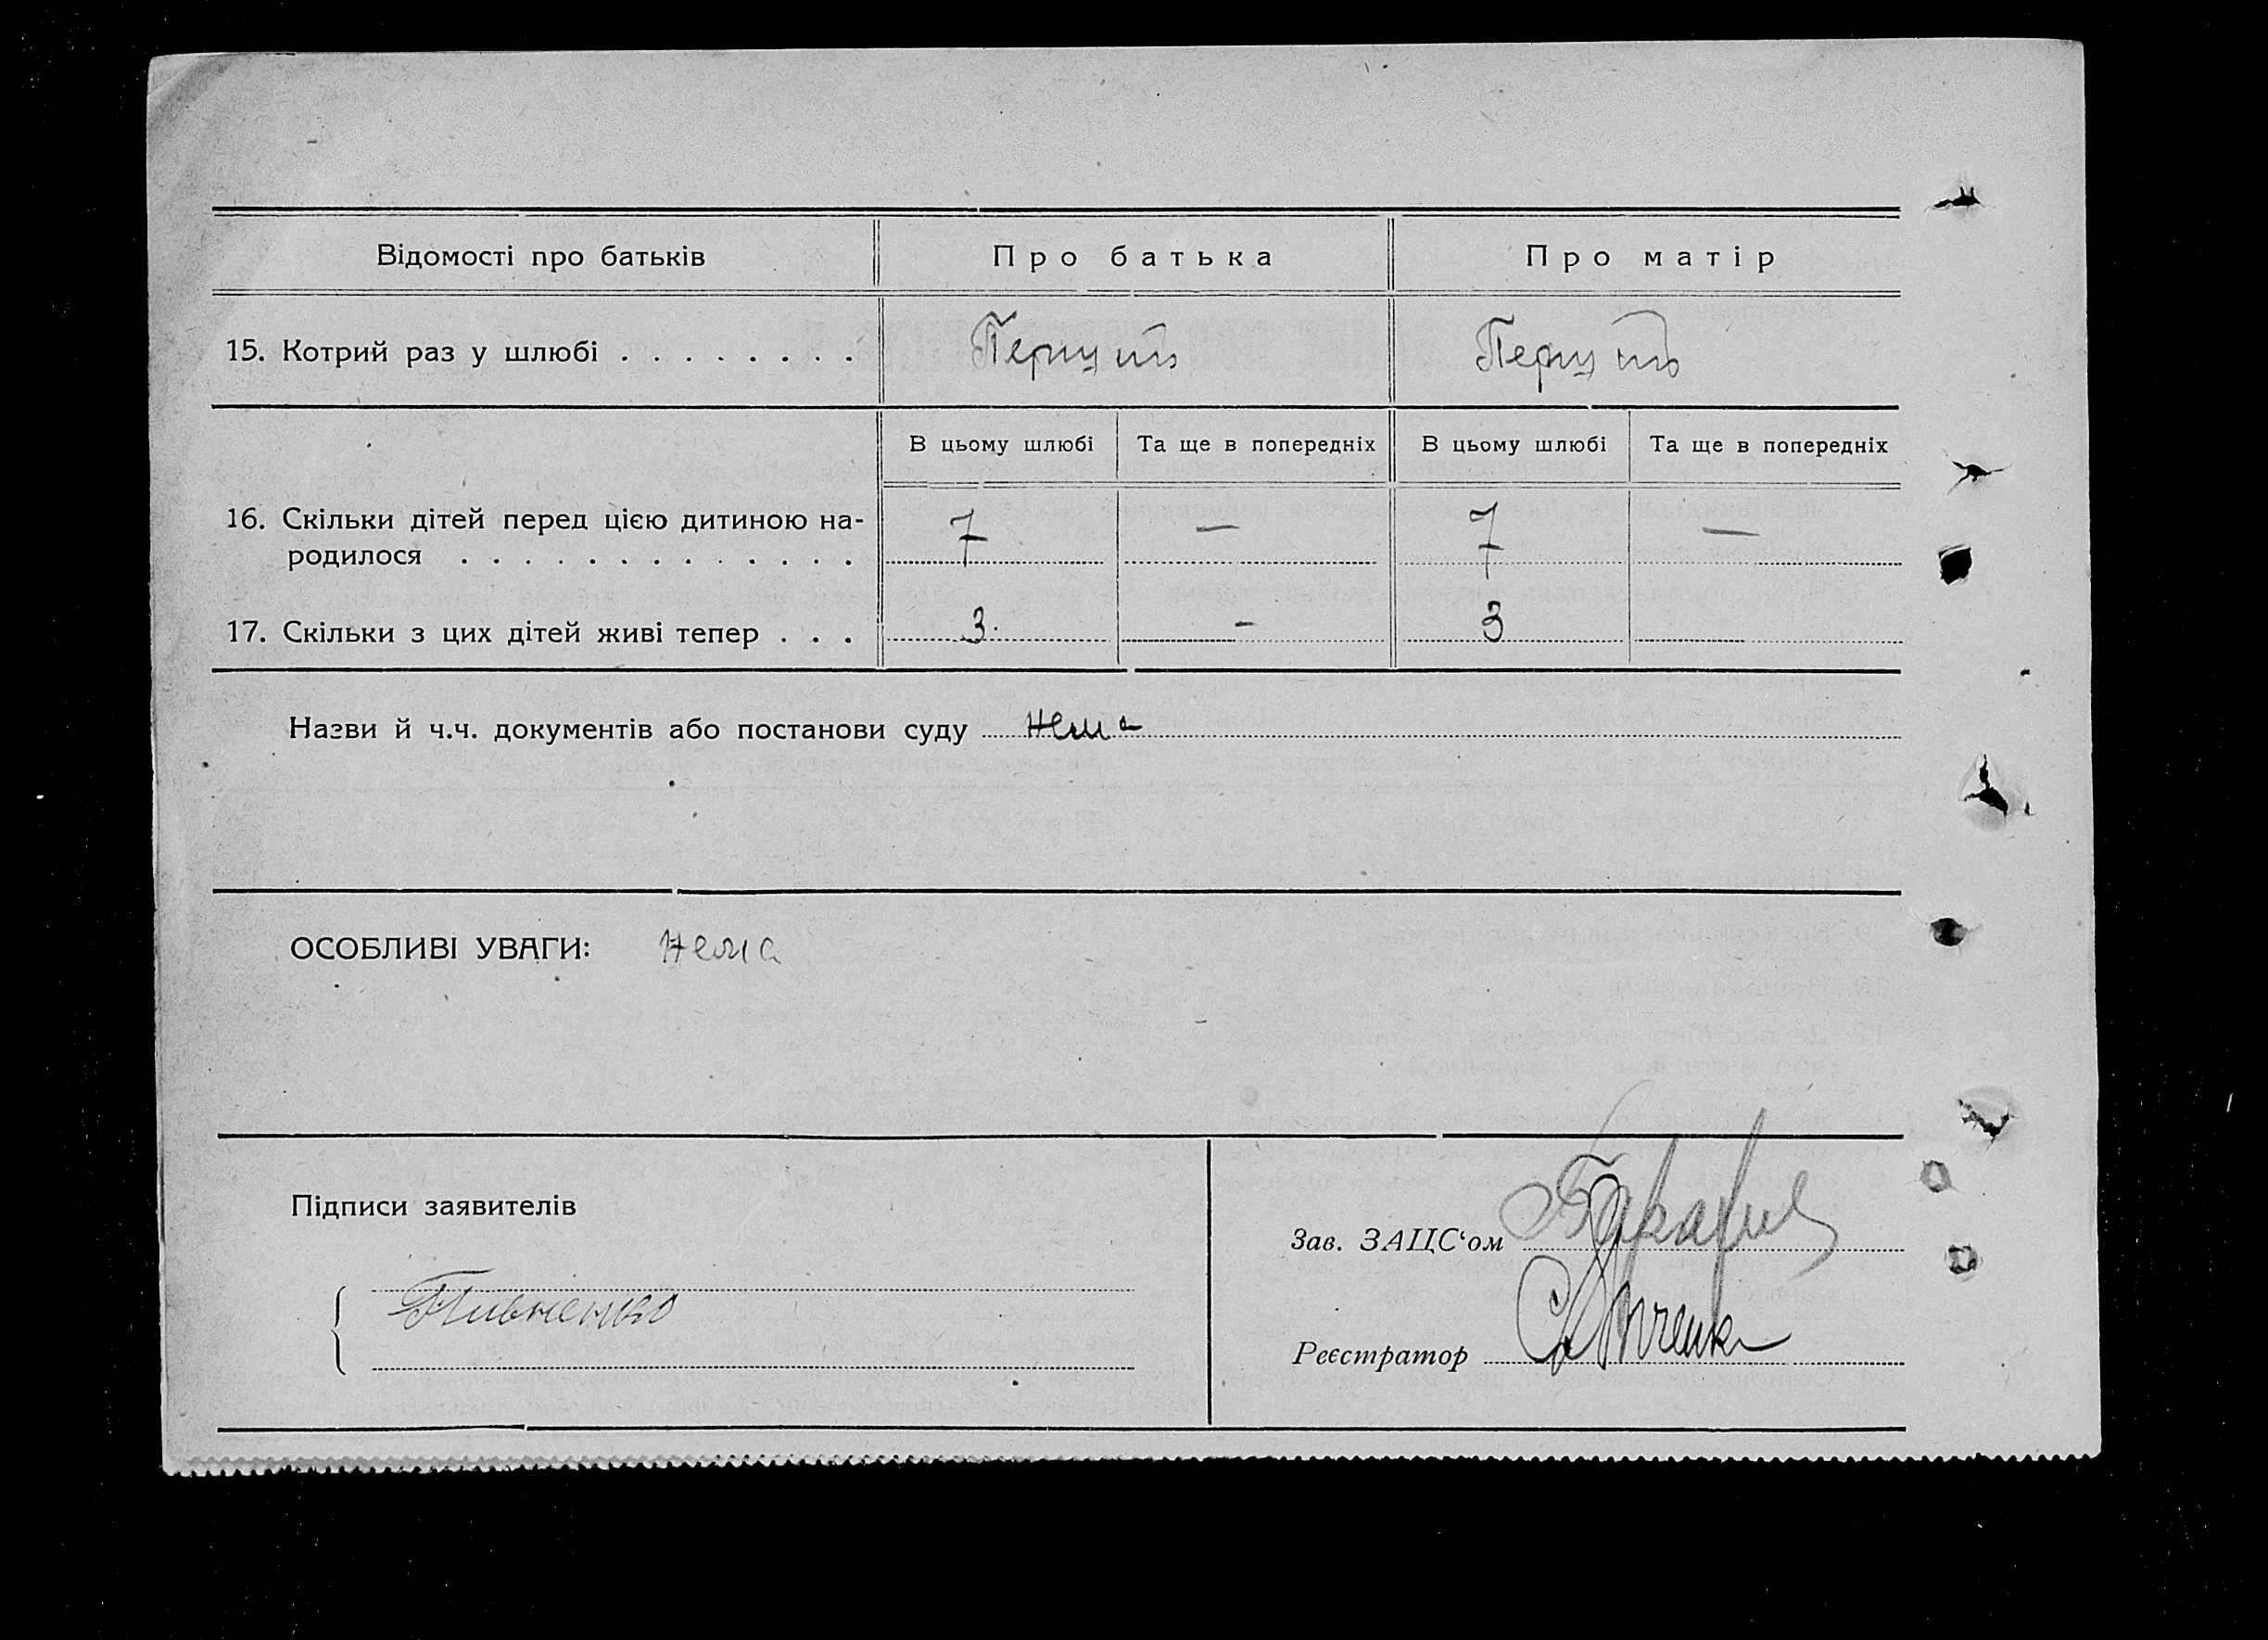 Відомості про батьків Про батька Про матір
15. Котрий раз у шлюбі . . . . . . . . Перший Перший
В цьому шлюбі Та ще в попередніх В цьому шлюбі Та ще в попередніх
16. Скільки дітей перед цією дитиною на-
родилося . . . . . . . . . . . . . 7 — 7 —
17. Скільки з цих дітей живі тепер . . . 3. - 3
Назви й ч.ч. документів або постанови суду нема
ОСОБЛИВІ УВАГИ: нема
Підписи заявителів
Зав. ЗАЦС‘ом
Півненко
Реєстратор